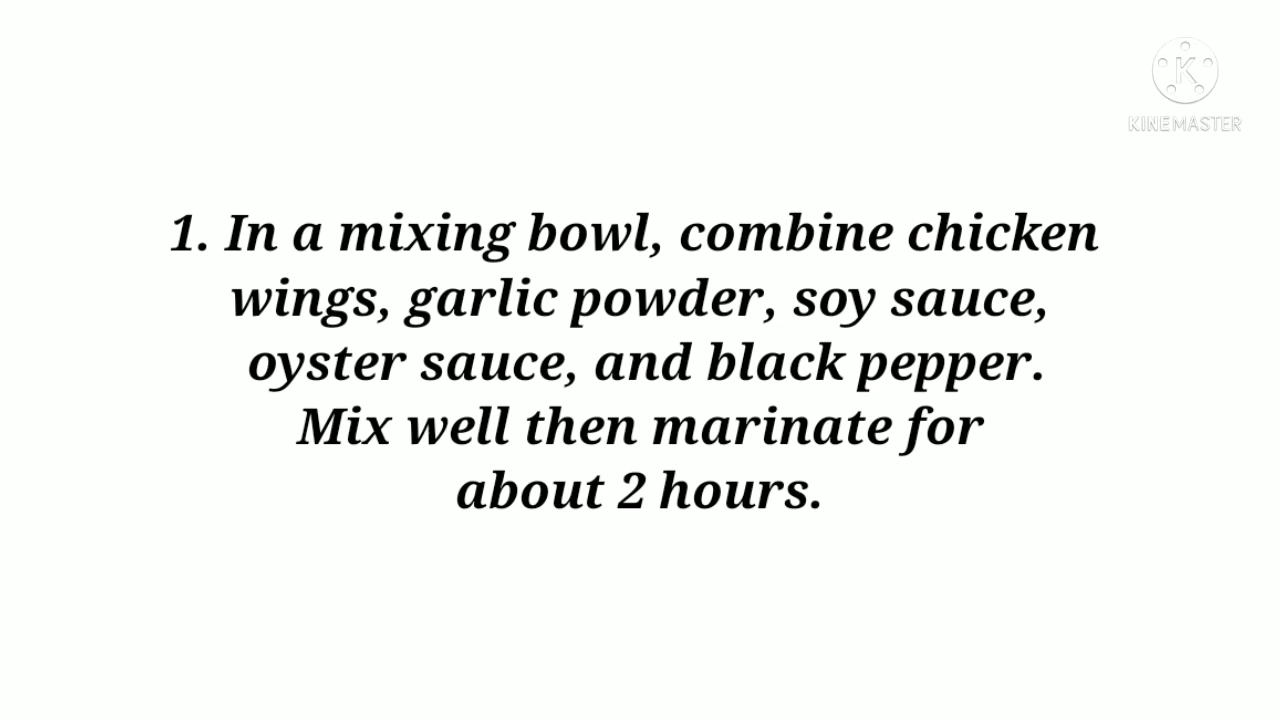 KINEMASTER
1. In a mixing bowl, combine chicken
wings, garlic powder, soy sauce,
oyster sauce, and black pepper.
Mix well then marinate for
about 2 hours.